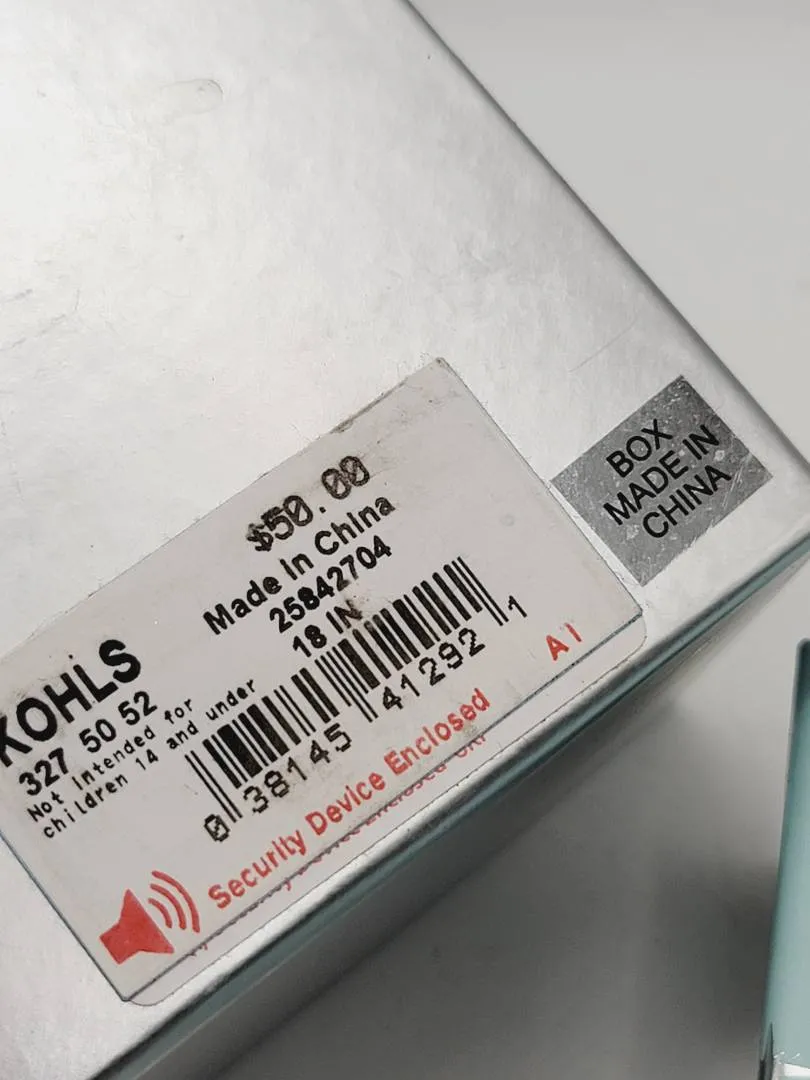 $50.00
Made In China
25842704
18 IN
KOHLS
327 50 52
Not Intended for
children 14 and under
0 38145 41292 1
A1
Security Device Enclosed
BOX
MADE IN
CHINA